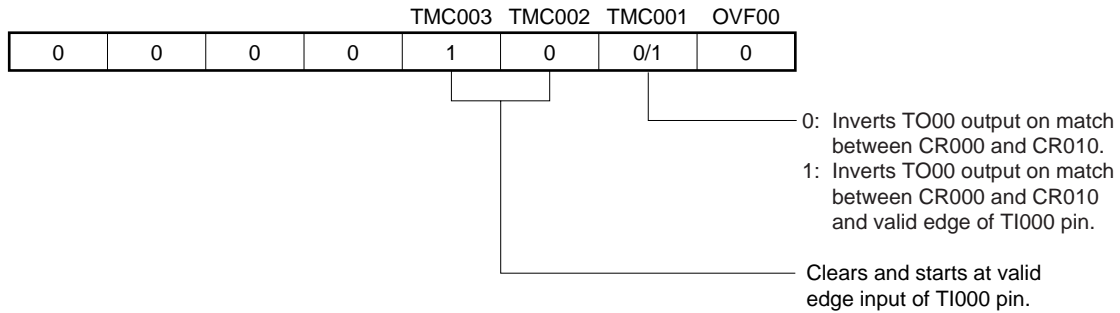 TMC003 TMC002 TMC001 OVF00
0 0 0 0 1 0 0/1 0
0: Inverts TO00 output on match
between CR000 and CR010.
1: Inverts TO00 output on match
between CR000 and CR010
and valid edge of TI000 pin.
Clears and starts at valid
edge input of TI000 pin.